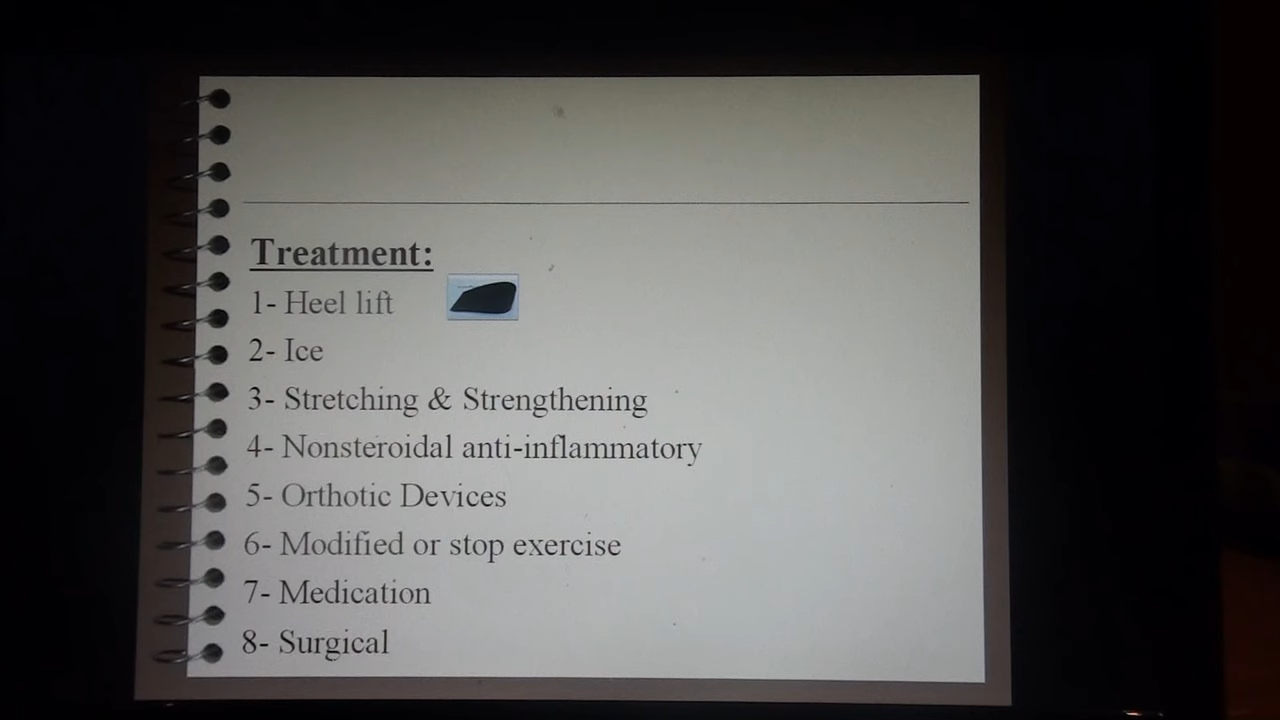 Treatment:
1- Heel lift
2- Ice
3- Stretching & Strengthening
4- Nonsteroidal anti-inflammatory
5- Orthotic Devices
6- Modified or stop exercise
7- Medication
8- Surgical